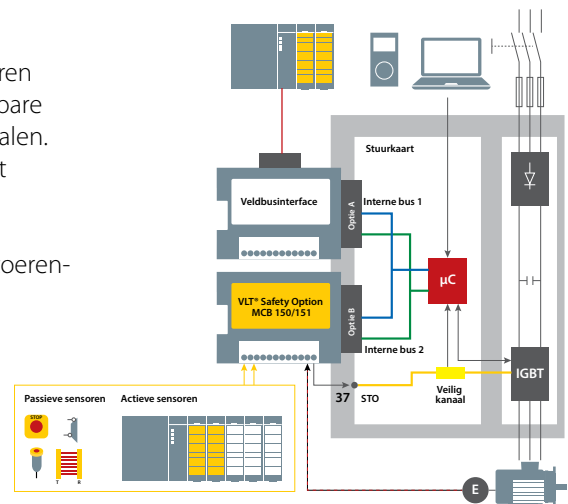 ren
bare
alen.
t
oeren-
Stuurkaart
Veldbusinterface
Optie A
Interne bus 1
µC
VLT® Safety Option
MCB 150/151
Optie B
Interne bus 2
IGBT
37
STO
Veilig
kanaal
Passieve sensoren
Actieve sensoren
STOP
T
R
E